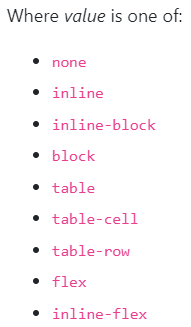 Where value is one of:
none
inline
inline-block
block
table
table-cell
table-row
flex
inline-flex